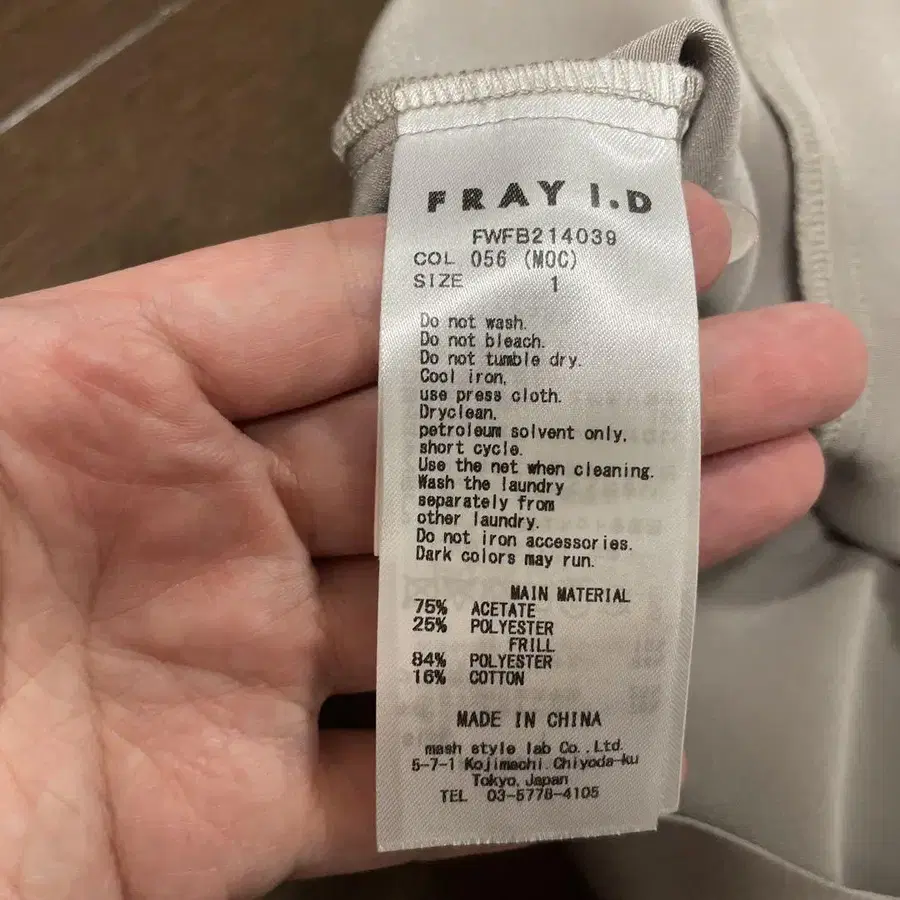 FRAY I.D
FWFB214039
COL 056 (MOC)
SIZE 1
Do not wash.
Do not bleach.
Do not tumble dry.
Cool iron,
use press cloth.
Dryclean,
petroleum solvent only,
short cycle.
Use the net when cleaning.
Wash the laundry
separately from
other laundry.
Do not iron accessories.
Dark colors may run.
MAIN MATERIAL
75% ACETATE
25% POLYESTER
FRILL
84% POLYESTER
16% COTTON
MADE IN CHINA
mash style lab Co.,Ltd.
5-7-1 Kojimachi Chiyoda-ku
Tokyo, Japan
TEL 03-5778-4105